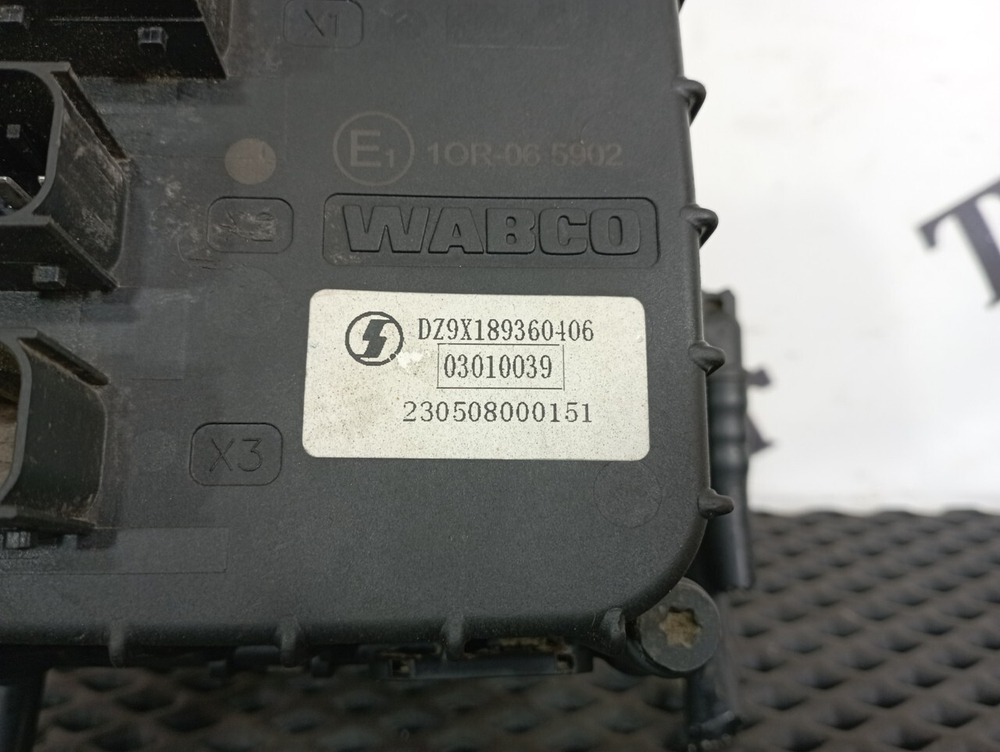 X1
E1 10R-06 5902
WABCO
DZ9X189360406
03010039
230508000151
X3